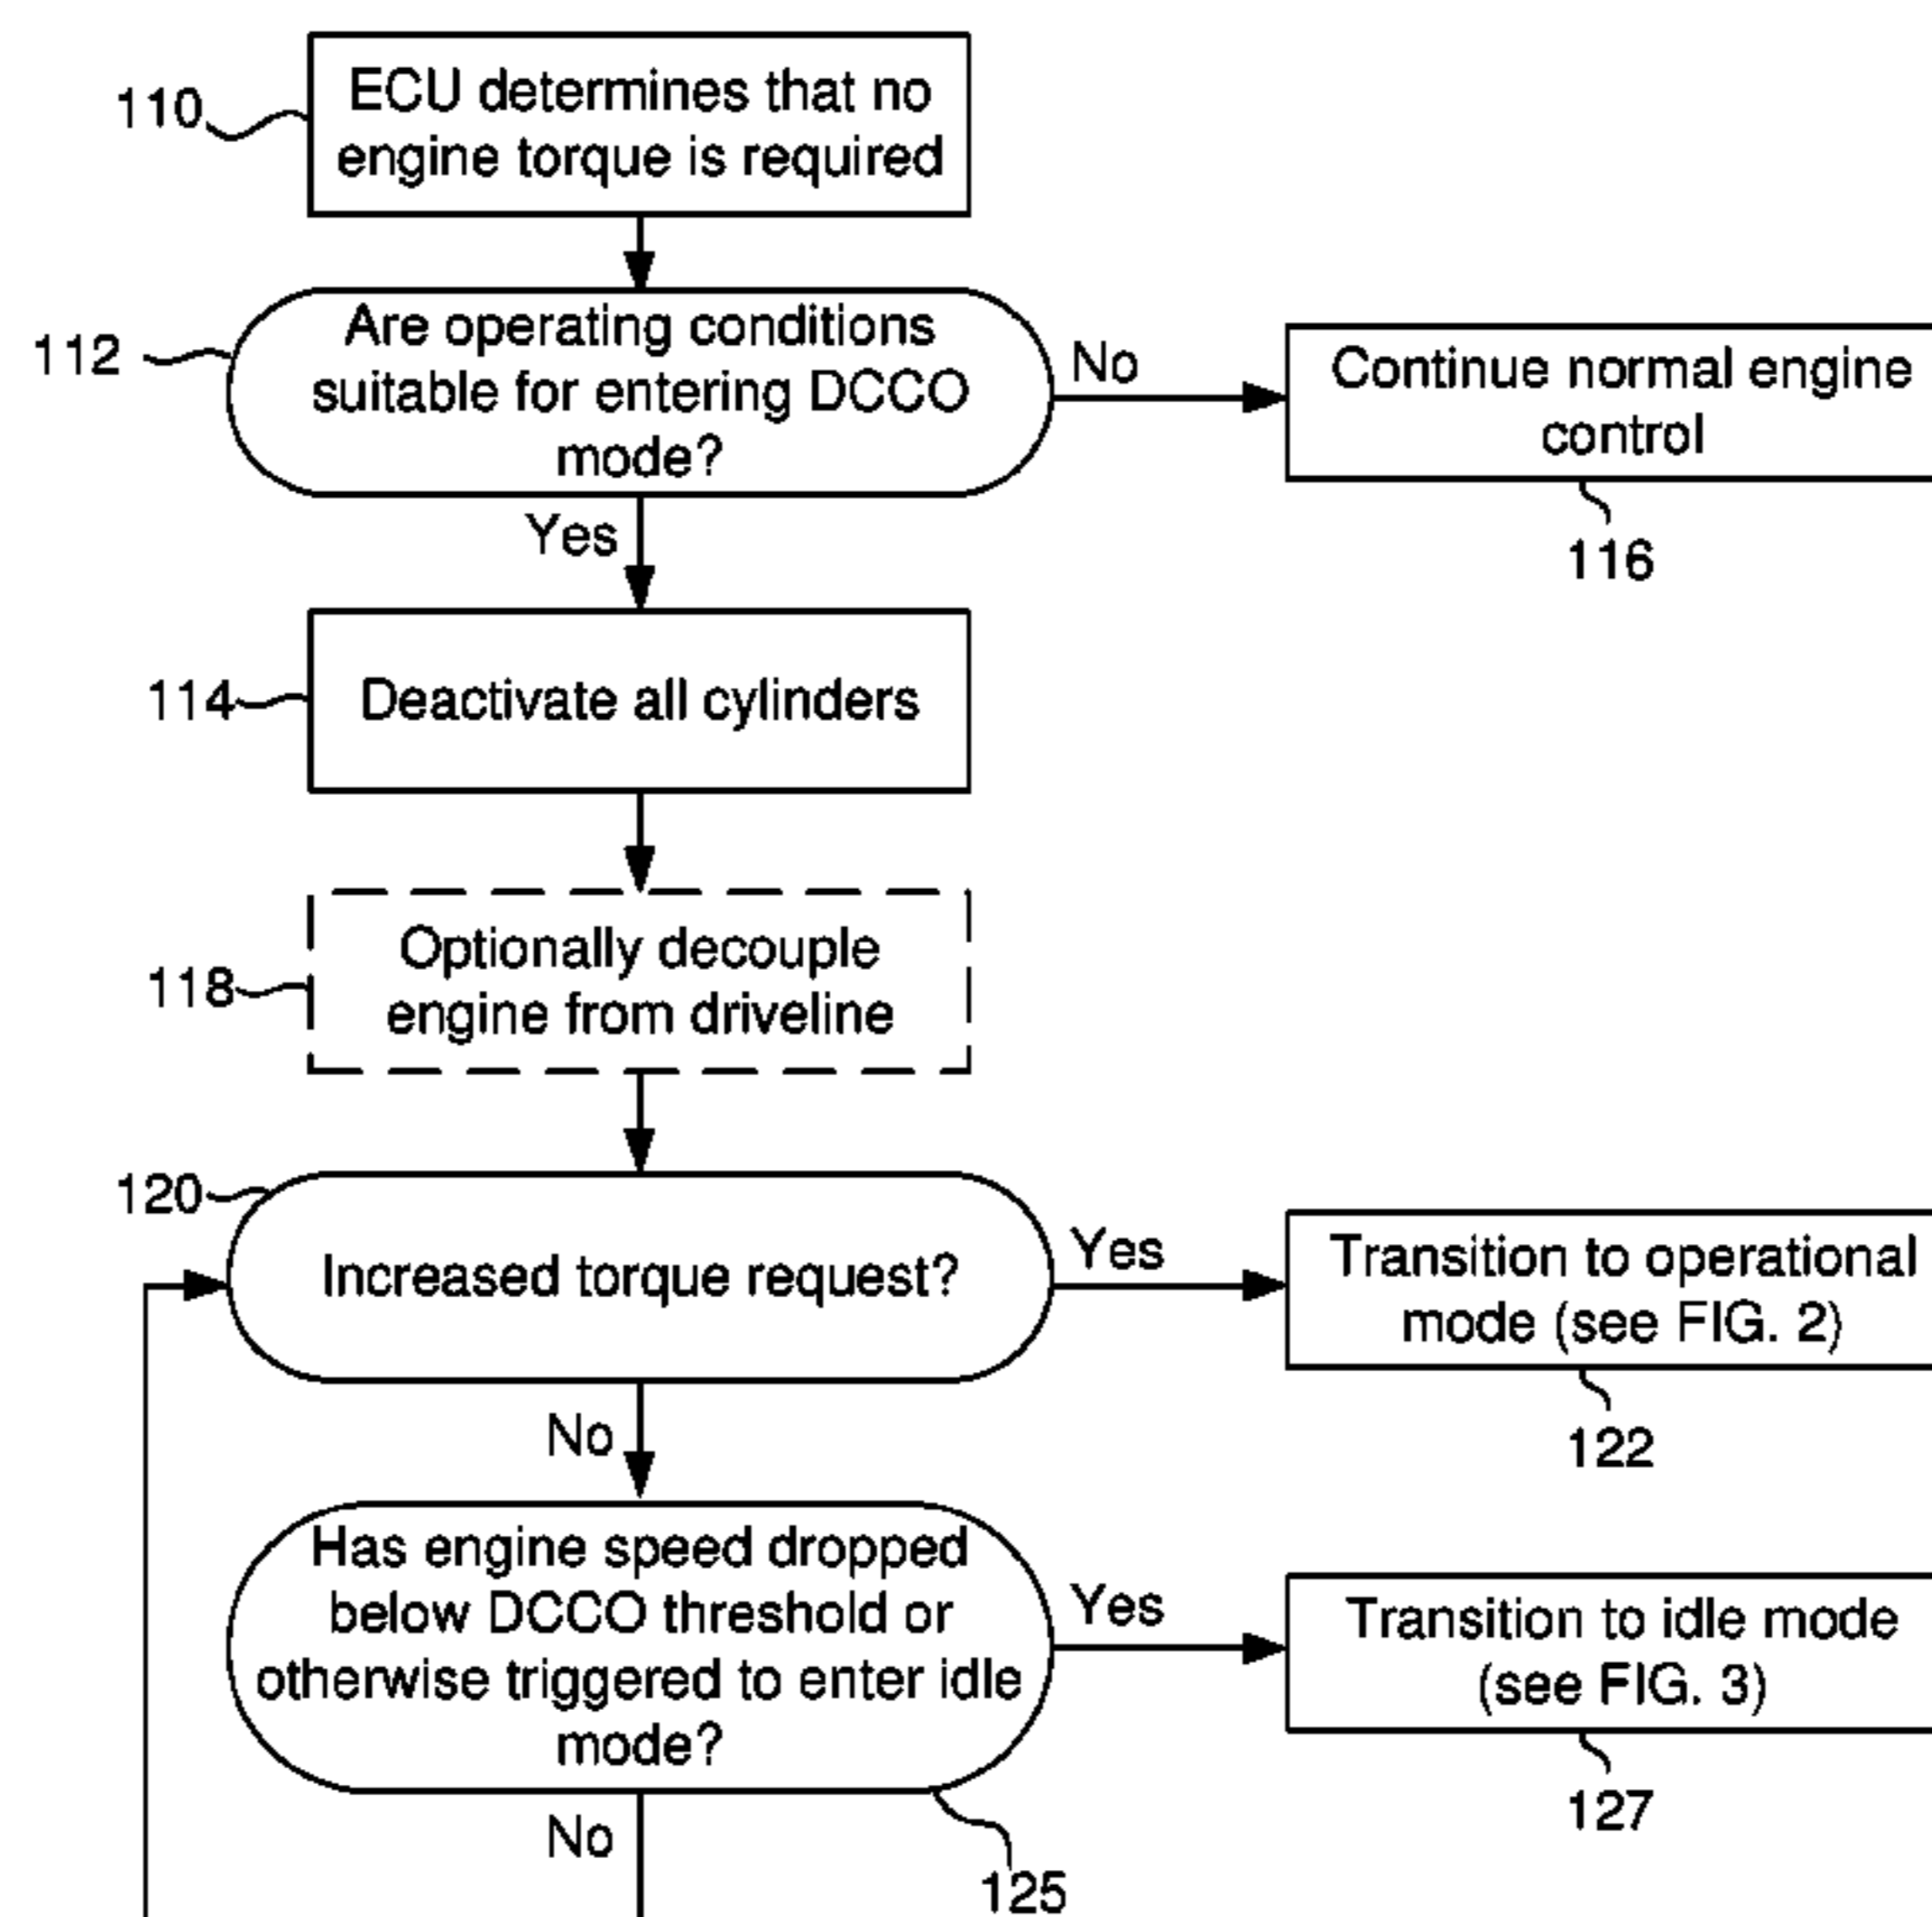 110
ECU determines that no
engine torque is required
112
Are operating conditions
suitable for entering DCCO
mode?
No
Continue normal engine
control
116
Yes
114
Deactivate all cylinders
118
Optionally decouple
engine from driveline
120
Increased torque request?
Yes
Transition to operational
mode (see FIG. 2)
122
No
Has engine speed dropped
below DCCO threshold or
otherwise triggered to enter idle
mode?
Yes
Transition to idle mode
(see FIG. 3)
127
No
125